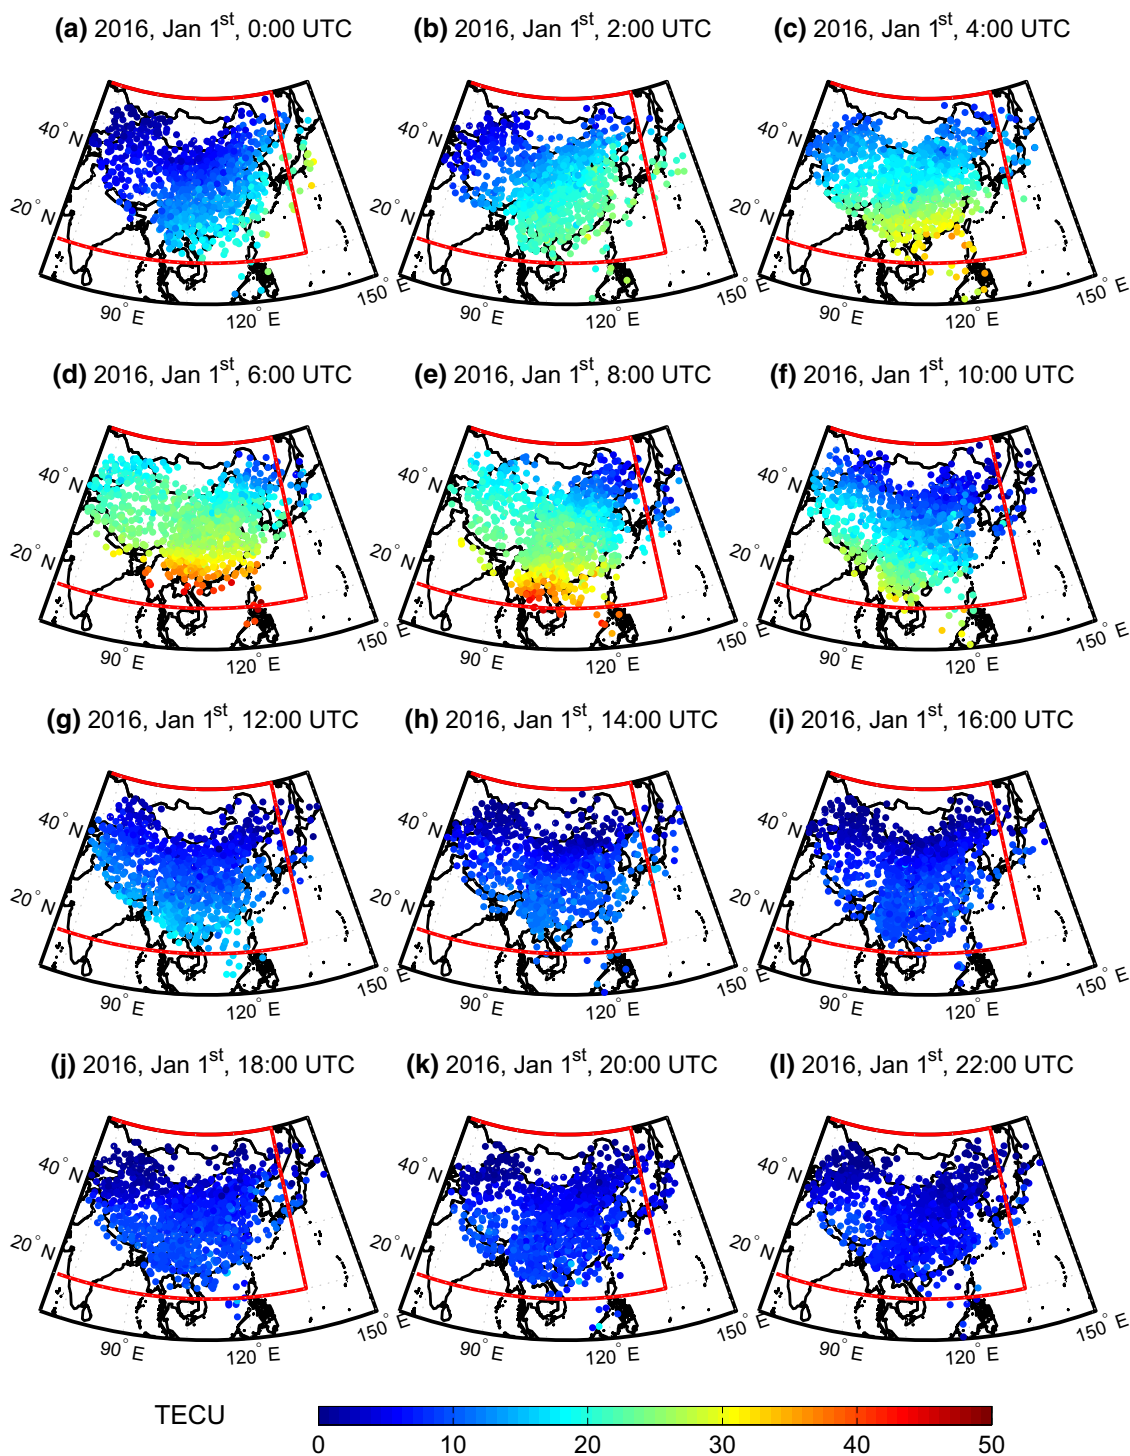 (a) 2016, Jan 1st, 0:00 UTC
(b) 2016, Jan 1st, 2:00 UTC
(c) 2016, Jan 1st, 4:00 UTC
40° N
20° N
90° E
120° E
150° E
40° N
20° N
90° E
120° E
150° E
40° N
20° N
90° E
120° E
150° E
(d) 2016, Jan 1st, 6:00 UTC
(e) 2016, Jan 1st, 8:00 UTC
(f) 2016, Jan 1st, 10:00 UTC
40° N
20° N
90° E
120° E
150° E
40° N
20° N
90° E
120° E
150° E
40° N
20° N
90° E
120° E
150° E
(g) 2016, Jan 1st, 12:00 UTC
(h) 2016, Jan 1st, 14:00 UTC
(i) 2016, Jan 1st, 16:00 UTC
40° N
20° N
90° E
120° E
150° E
40° N
20° N
90° E
120° E
150° E
40° N
20° N
90° E
120° E
150° E
(j) 2016, Jan 1st, 18:00 UTC
(k) 2016, Jan 1st, 20:00 UTC
(l) 2016, Jan 1st, 22:00 UTC
40° N
20° N
90° E
120° E
150° E
40° N
20° N
90° E
120° E
150° E
40° N
20° N
90° E
120° E
150° E
TECU
0 10 20 30 40 50